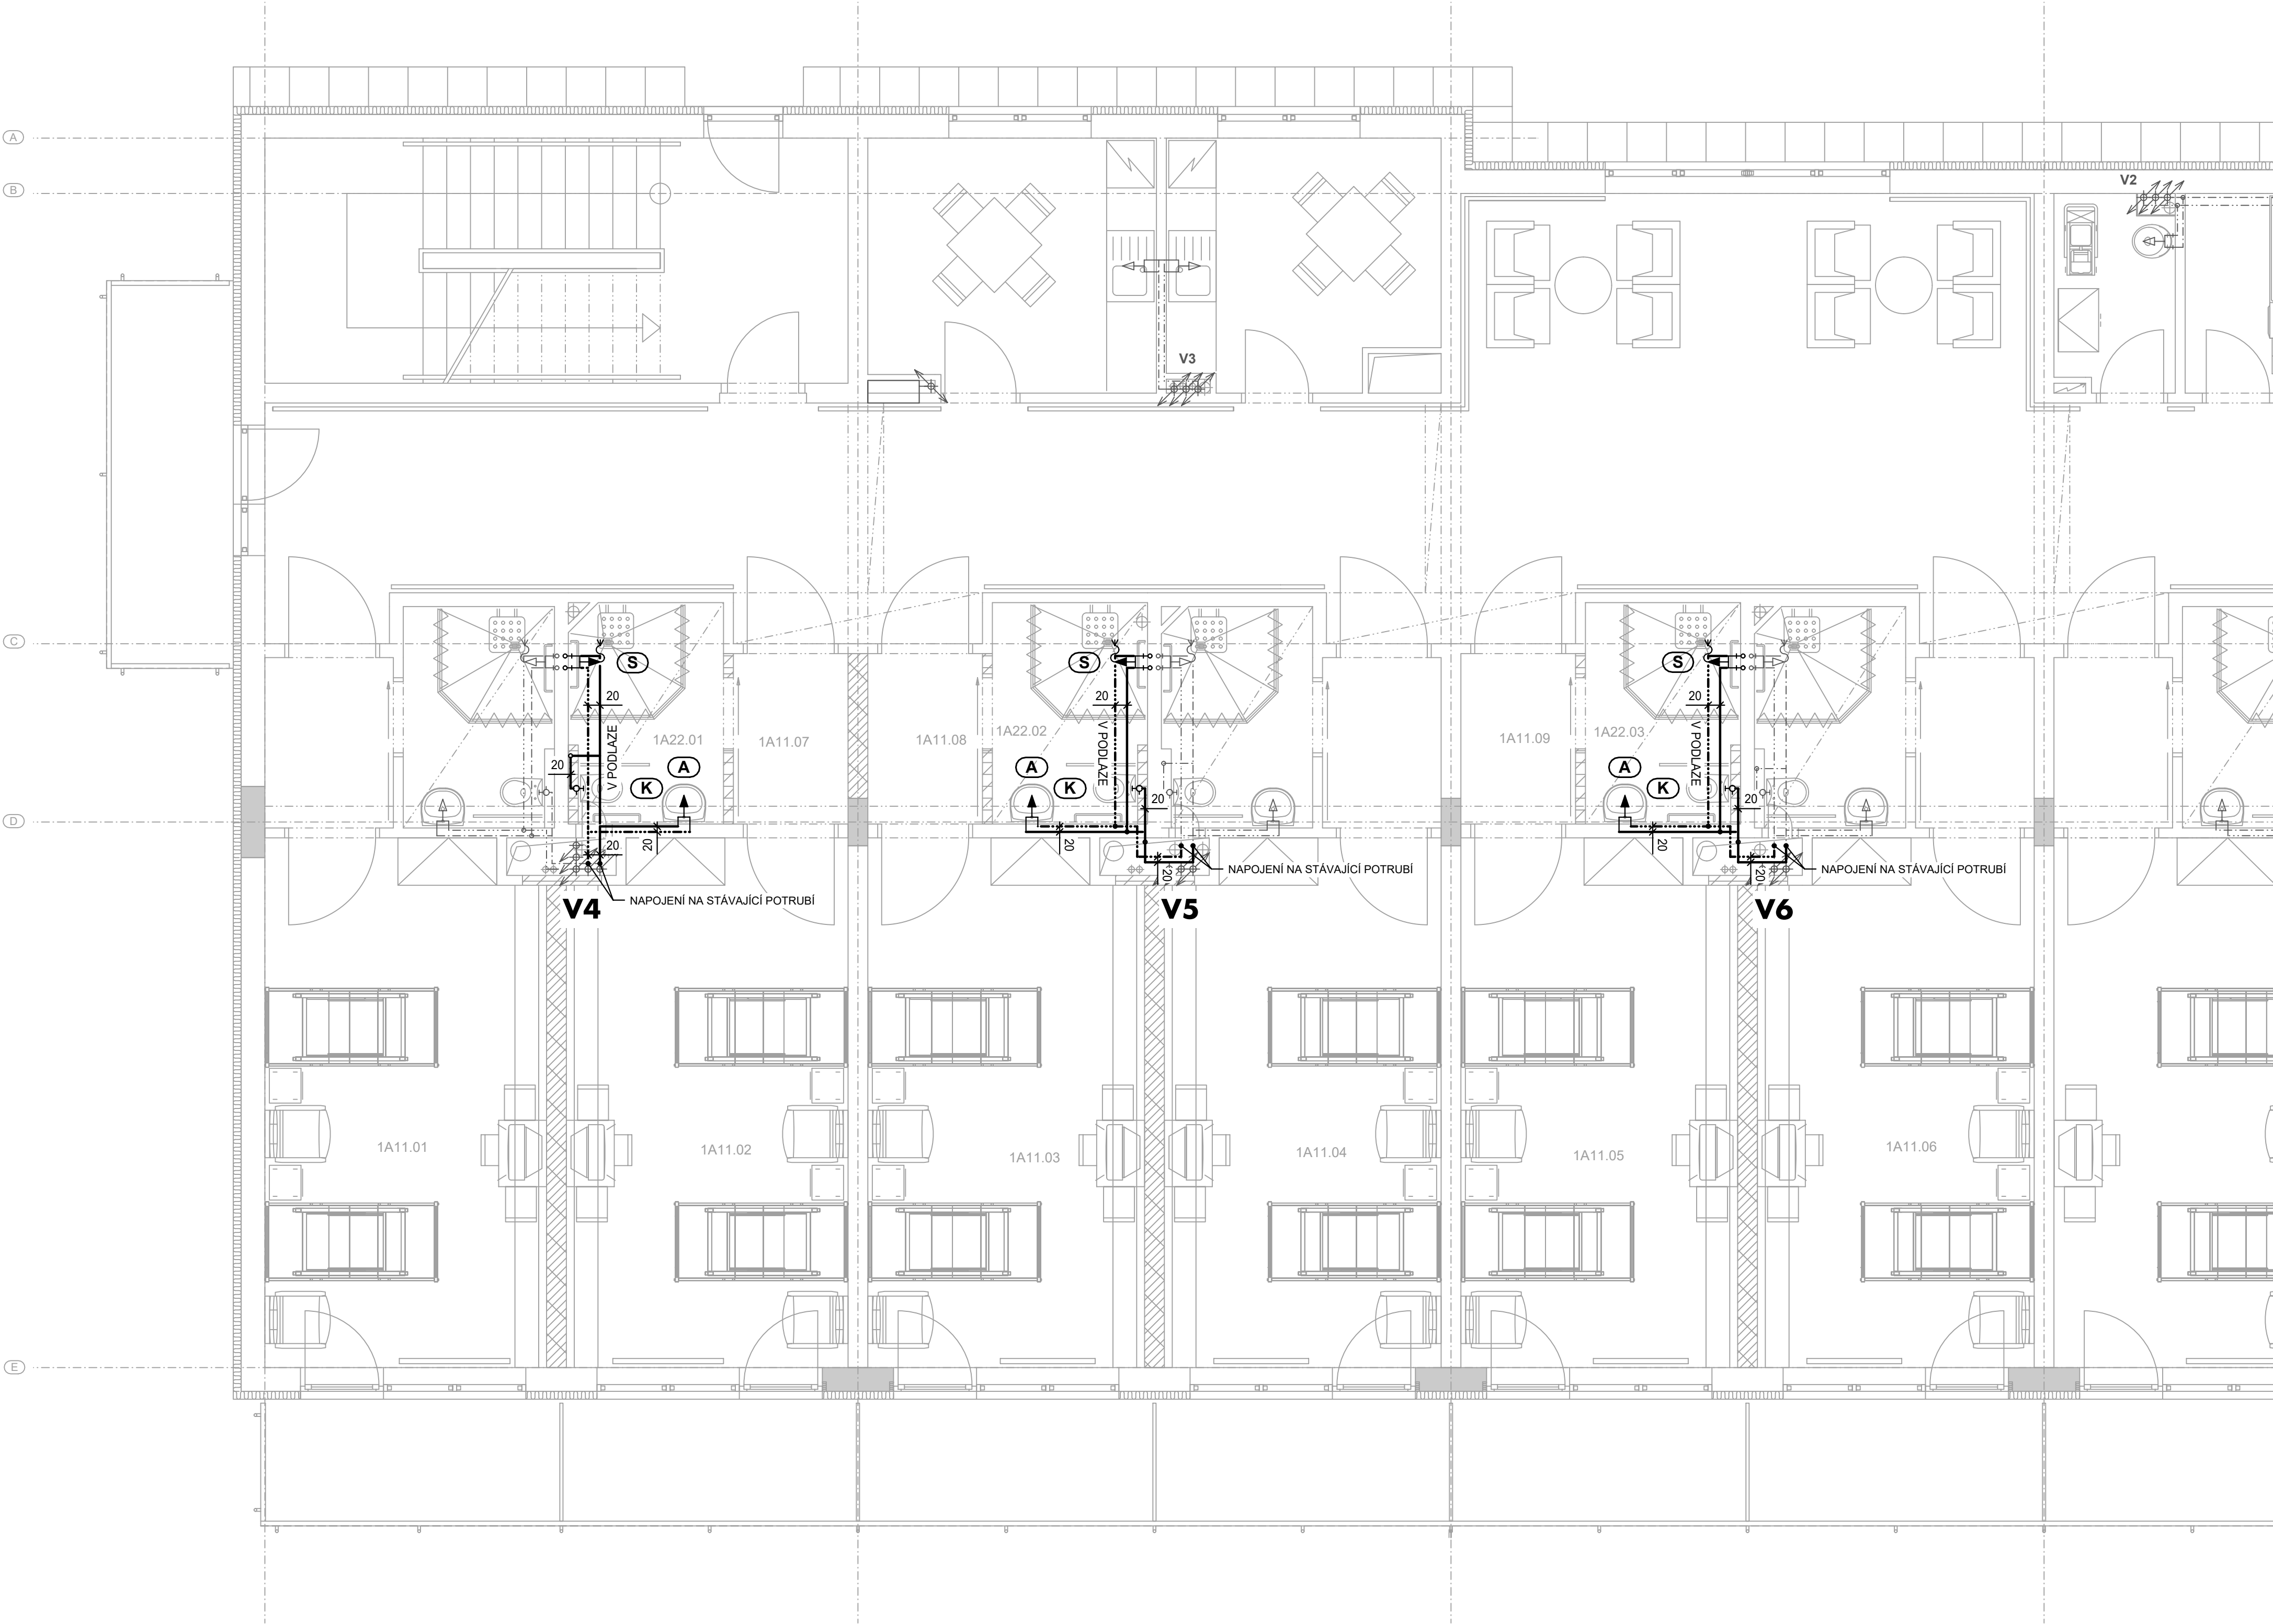 A
B
V2
V3
C
S
S
S
20
20
20
V PODLAZE
V PODLAZE
V PODLAZE
1A22.01
1A11.07
1A11.08
1A22.02
1A11.09
1A22.03
20
A
A
A
K
K
K
20
20
D
20
20
20
20
20
20
NAPOJENÍ NA STÁVAJÍCÍ POTRUBÍ
NAPOJENÍ NA STÁVAJÍCÍ POTRUBÍ
NAPOJENÍ NA STÁVAJÍCÍ POTRUBÍ
V4
V5
V6
1A11.01
1A11.02
1A11.03
1A11.04
1A11.05
1A11.06
E